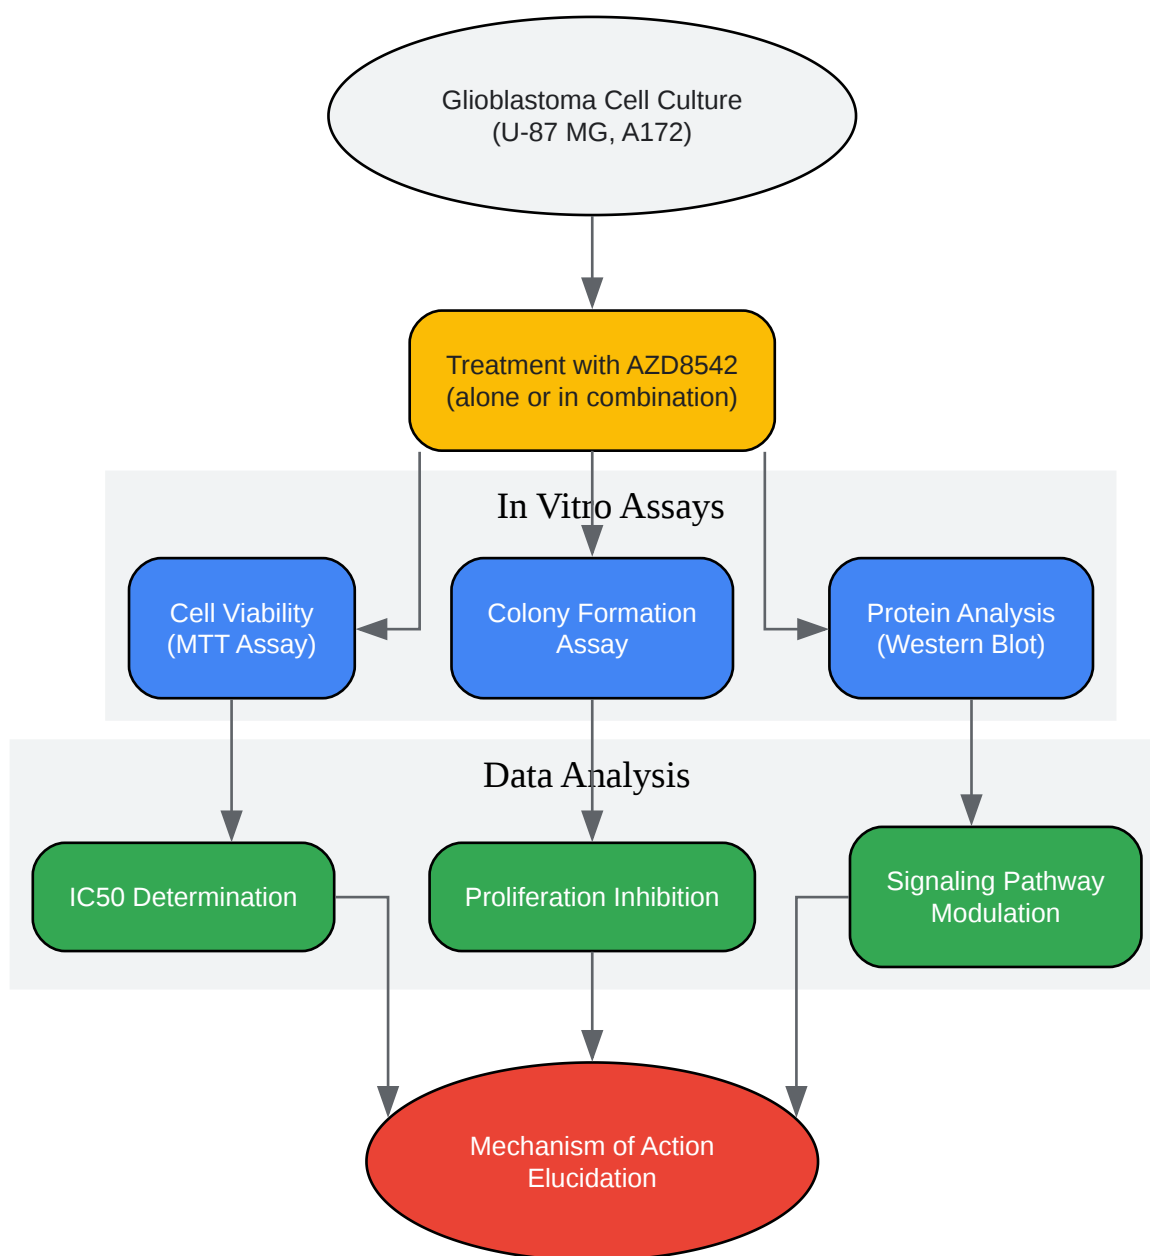 Glioblastoma Cell Culture
(U-87 MG, A172)
Treatment with AZD8542
(alone or in combination)
In Vitro Assays
Cell Viability
(MTT Assay)
Colony Formation
Assay
Protein Analysis
(Western Blot)
Data Analysis
IC50 Determination
Proliferation Inhibition
Signaling Pathway
Modulation
Mechanism of Action
Elucidation